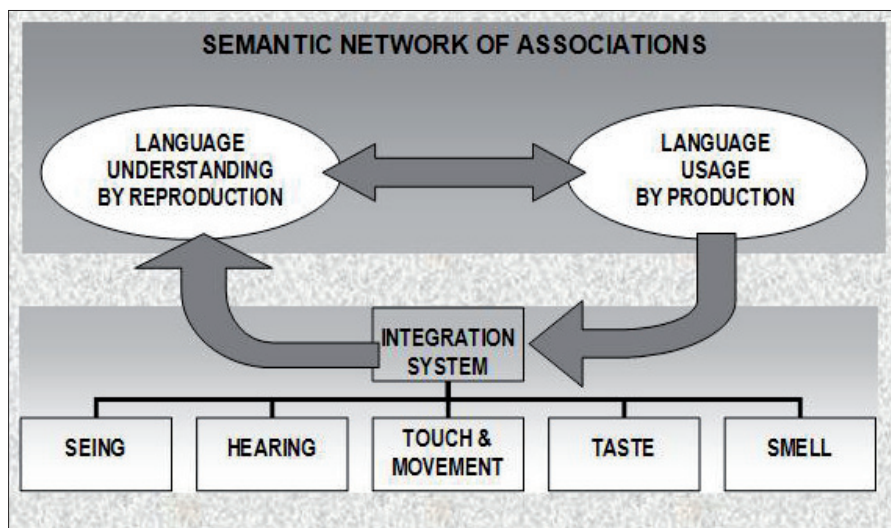 SEMANTIC NETWORK OF ASSOCIATIONS
LANGUAGE
UNDERSTANDING
BY REPRODUCTION
LANGUAGE
USAGE
BY PRODUCTION
INTEGRATION
SYSTEM
SEING
HEARING
TOUCH &
MOVEMENT
TASTE
SMELL